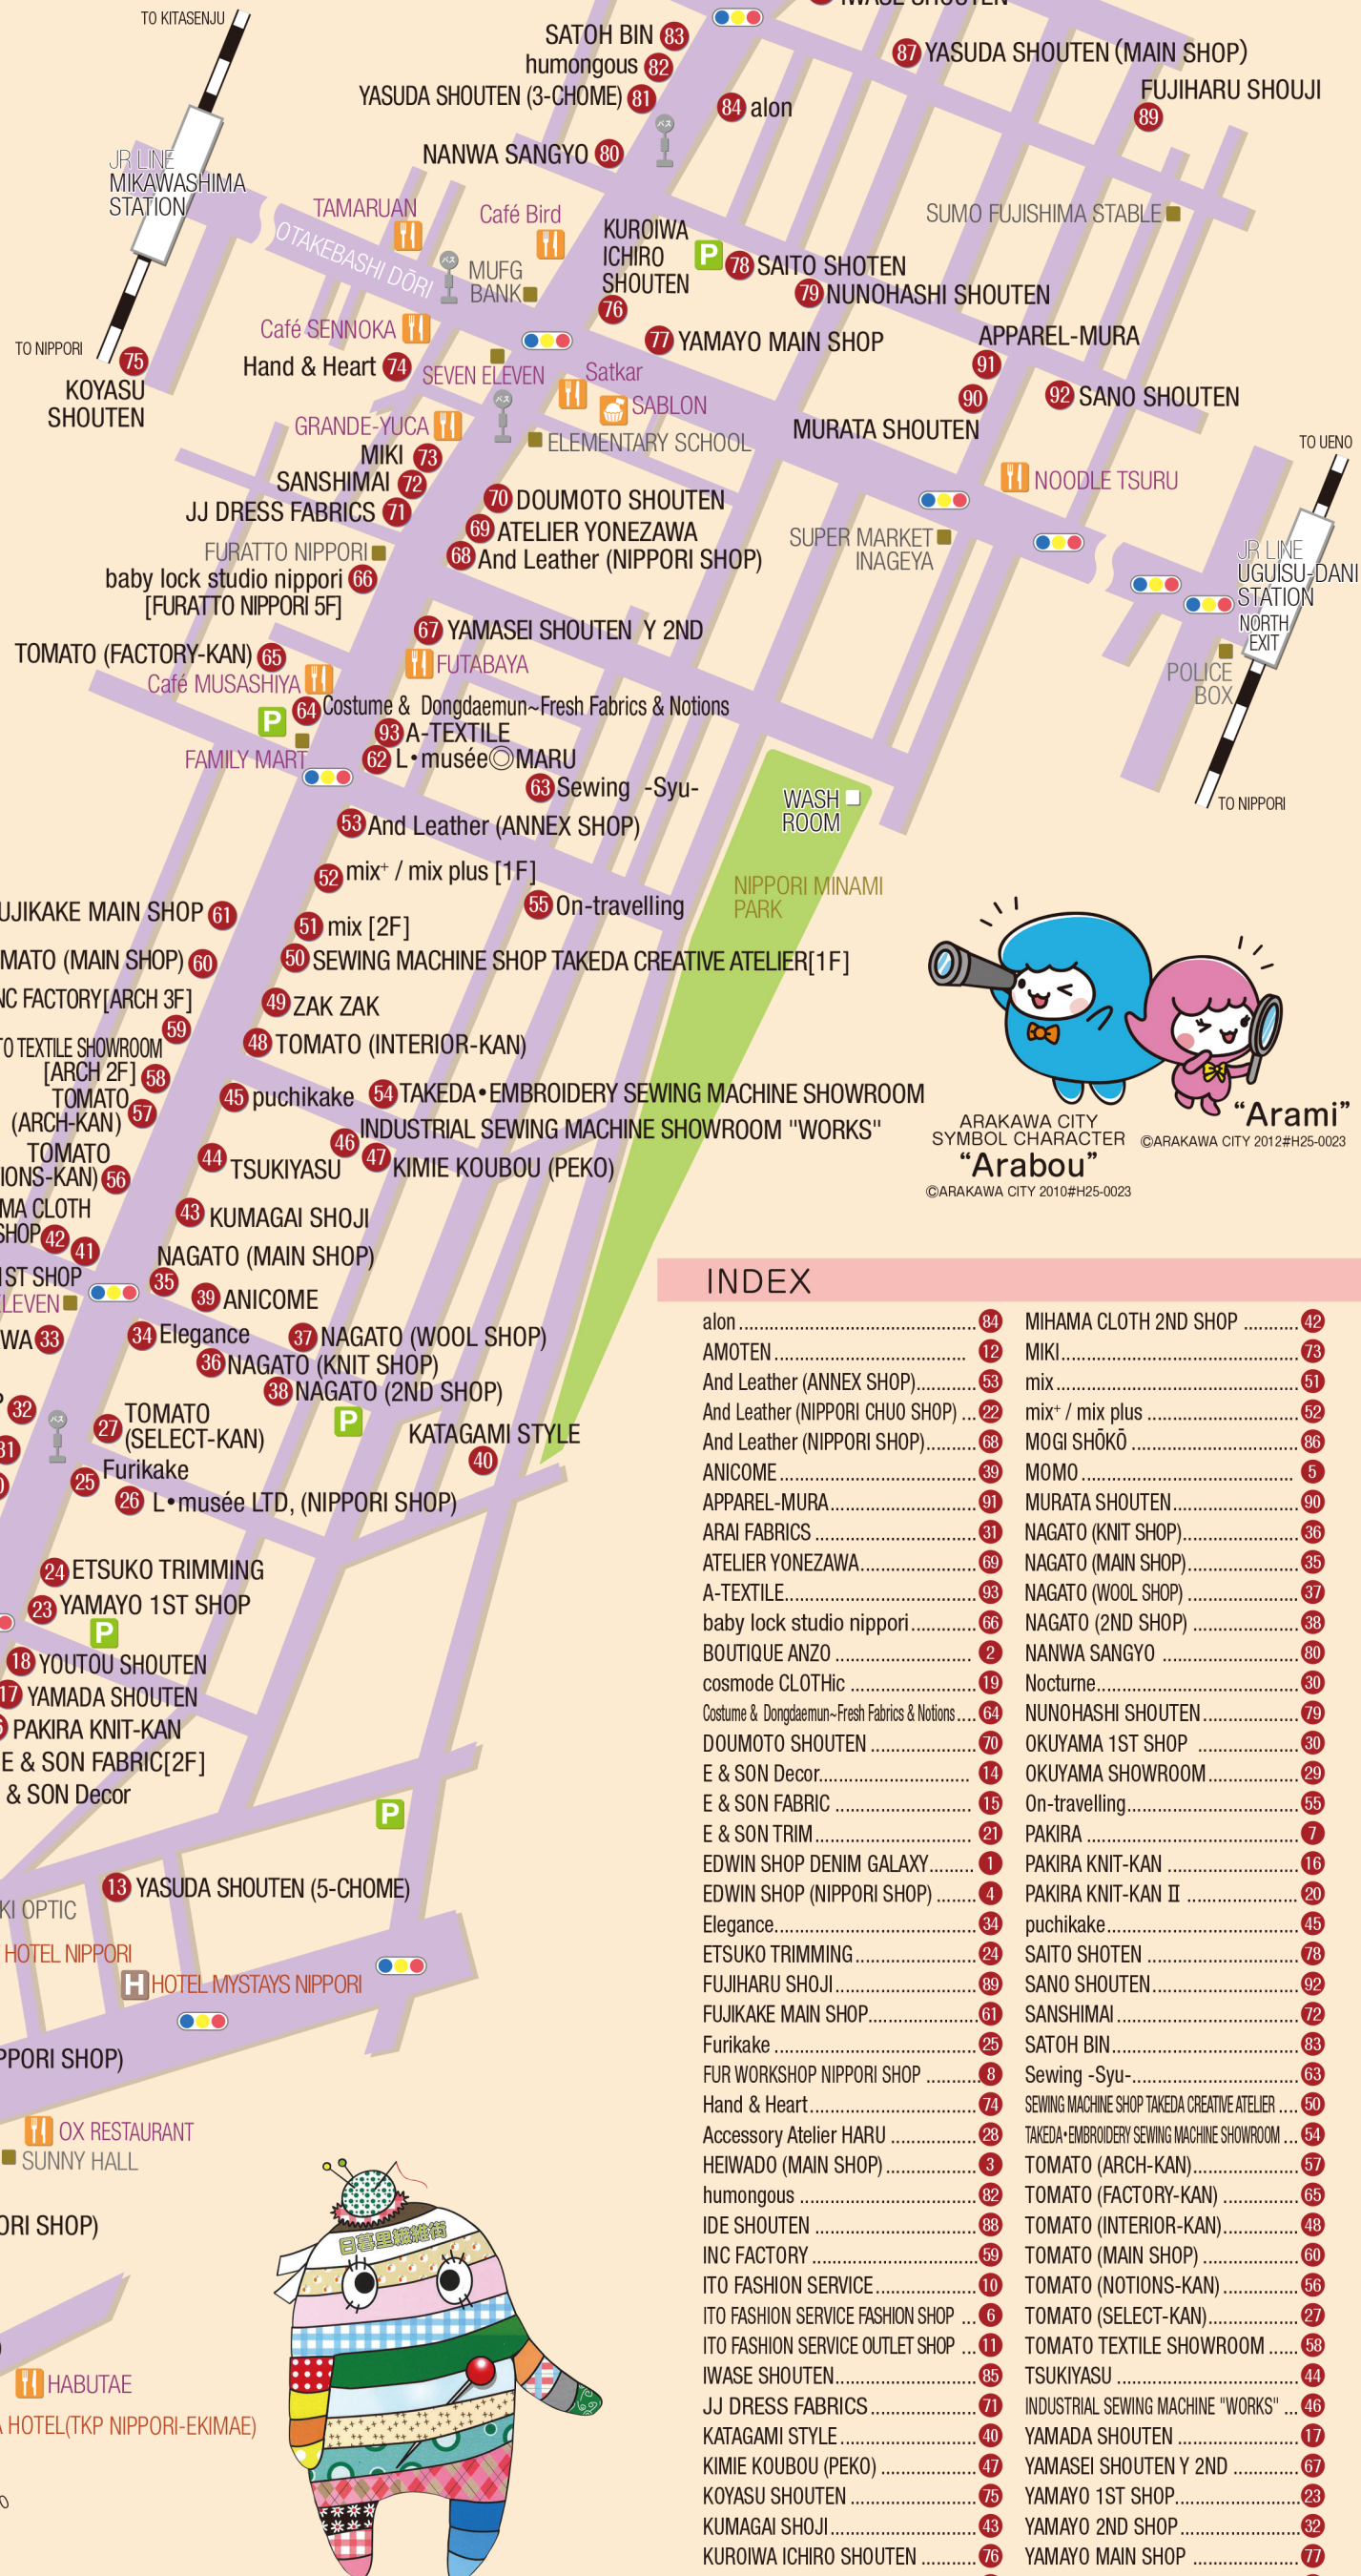 TO KITASENJU
IWASE SHOUTEN
SATOH BIN 83
humongous 82
YASUDA SHOUTEN (3-CHOME) 81
87 YASUDA SHOUTEN (MAIN SHOP)
84 alon
FUJIHARU SHOUJI
89
バス
NANWA SANGYO 80
JR LINE
MIKAWASHIMA
STATION
TAMARUAN
Café Bird
SUMO FUJISHIMA STABLE
OTAKEBASHI DŌRI
バス
MUFG
BANK
KUROIWA
ICHIRO
SHOUTEN
76
P
78 SAITO SHOTEN
79 NUNOHASHI SHOUTEN
Café SENNOKA
77 YAMAYO MAIN SHOP
APPAREL-MURA
91
TO NIPPORI
75
KOYASU
SHOUTEN
Hand & Heart 74
SEVEN ELEVEN
Satkar
SABLON
90
MURATA SHOUTEN
92 SANO SHOUTEN
バス
GRANDE-YUCA
ELEMENTARY SCHOOL
TO UENO
MIKI 73
SANSHIMAI 72
JJ DRESS FABRICS 71
NOODLE TSURU
70 DOUMOTO SHOUTEN
69 ATELIER YONEZAWA
68 And Leather (NIPPORI SHOP)
SUPER MARKET
INAGEYA
FURATTO NIPPORI
baby lock studio nippori 66
[FURATTO NIPPORI 5F]
JR LINE
UGUISU-DANI
STATION
NORTH
EXIT
67 YAMASEI SHOUTEN Y 2ND
FUTABAYA
POLICE
BOX
TOMATO (FACTORY-KAN) 65
Café MUSASHIYA
P
64 Costume & Dongdaemun~Fresh Fabrics & Notions
93 A-TEXTILE
FAMILY MART
62 L•musée◎MARU
63 Sewing -Syu-
TO NIPPORI
WASH
ROOM
53 And Leather (ANNEX SHOP)
52 mix+ / mix plus [1F]
NIPPORI MINAMI
PARK
55 On-travelling
UJIKAKE MAIN SHOP 61
51 mix [2F]
MATO (MAIN SHOP) 60
50 SEWING MACHINE SHOP TAKEDA CREATIVE ATELIER[1F]
NC FACTORY[ARCH 3F]
59
49 ZAK ZAK
TO TEXTILE SHOWROOM
[ARCH 2F] 58
48 TOMATO (INTERIOR-KAN)
TOMATO
(ARCH-KAN) 57
45 puchikake
54 TAKEDA•EMBROIDERY SEWING MACHINE SHOWROOM
46
INDUSTRIAL SEWING MACHINE SHOWROOM "WORKS"
TOMATO
IONS-KAN) 56
44 TSUKIYASU
47 KIMIE KOUBOU (PEKO)
ARAKAWA CITY
SYMBOL CHARACTER
"Arabou"
©ARAKAWA CITY 2010#H25-0023
"Arami"
©ARAKAWA CITY 2012#H25-0023
MA CLOTH
SHOP 42
41
43 KUMAGAI SHOJI
NAGATO (MAIN SHOP)
35
1ST SHOP
LEVEN
39 ANICOME
WA 33
34 Elegance
37 NAGATO (WOOL SHOP)
36 NAGATO (KNIT SHOP)
38 NAGATO (2ND SHOP)
P 32
バス
27 TOMATO
(SELECT-KAN)
P
KATAGAMI STYLE
40
31
25 Furikake
26 L•musée LTD, (NIPPORI SHOP)
24 ETSUKO TRIMMING
23 YAMAYO 1ST SHOP
P
18 YOUTOU SHOUTEN
17 YAMADA SHOUTEN
PAKIRA KNIT-KAN
E & SON FABRIC[2F]
& SON Decor
P
13 YASUDA SHOUTEN (5-CHOME)
KI OPTIC
HOTEL NIPPORI
H HOTEL MYSTAYS NIPPORI
PPORI SHOP)
OX RESTAURANT
SUNNY HALL
ORI SHOP)
)
HABUTAE
A HOTEL(TKP NIPPORI-EKIMAE)
日暮里繊維街
INDEX
alon 84
AMOTEN 12
And Leather (ANNEX SHOP) 53
And Leather (NIPPORI CHUO SHOP) 22
And Leather (NIPPORI SHOP) 68
ANICOME 39
APPAREL-MURA 91
ARAI FABRICS 31
ATELIER YONEZAWA 69
A-TEXTILE 93
baby lock studio nippori 66
BOUTIQUE ANZO 2
cosmode CLOTHic 19
Costume & Dongdaemun~Fresh Fabrics & Notions 64
DOUMOTO SHOUTEN 70
E & SON Decor 14
E & SON FABRIC 15
E & SON TRIM 21
EDWIN SHOP DENIM GALAXY 1
EDWIN SHOP (NIPPORI SHOP) 4
Elegance 34
ETSUKO TRIMMING 24
FUJIHARU SHOJI 89
FUJIKAKE MAIN SHOP 61
Furikake 25
FUR WORKSHOP NIPPORI SHOP 8
Hand & Heart 74
Accessory Atelier HARU 28
HEIWADO (MAIN SHOP) 3
humongous 82
IDE SHOUTEN 88
INC FACTORY 59
ITO FASHION SERVICE 10
ITO FASHION SERVICE FASHION SHOP 6
ITO FASHION SERVICE OUTLET SHOP 11
IWASE SHOUTEN 85
JJ DRESS FABRICS 71
KATAGAMI STYLE 40
KIMIE KOUBOU (PEKO) 47
KOYASU SHOUTEN 75
KUMAGAI SHOJI 43
KUROIWA ICHIRO SHOUTEN 76
MIHAMA CLOTH 2ND SHOP 42
MIKI 73
mix 51
mix+ / mix plus 52
MOGI SHŌKŌ 86
MOMO 5
MURATA SHOUTEN 90
NAGATO (KNIT SHOP) 36
NAGATO (MAIN SHOP) 35
NAGATO (WOOL SHOP) 37
NAGATO (2ND SHOP) 38
NANWA SANGYO 80
Nocturne 30
NUNOHASHI SHOUTEN 79
OKUYAMA 1ST SHOP 30
OKUYAMA SHOWROOM 29
On-travelling 55
PAKIRA 7
PAKIRA KNIT-KAN 16
PAKIRA KNIT-KAN Ⅱ 20
puchikake 45
SAITO SHOTEN 78
SANO SHOUTEN 92
SANSHIMAI 72
SATOH BIN 83
Sewing -Syu- 63
SEWING MACHINE SHOP TAKEDA CREATIVE ATELIER 50
TAKEDA•EMBROIDERY SEWING MACHINE SHOWROOM 54
TOMATO (ARCH-KAN) 57
TOMATO (FACTORY-KAN) 65
TOMATO (INTERIOR-KAN) 48
TOMATO (MAIN SHOP) 60
TOMATO (NOTIONS-KAN) 56
TOMATO (SELECT-KAN) 27
TOMATO TEXTILE SHOWROOM 58
TSUKIYASU 44
INDUSTRIAL SEWING MACHINE "WORKS" 46
YAMADA SHOUTEN 17
YAMASEI SHOUTEN Y 2ND 67
YAMAYO 1ST SHOP 23
YAMAYO 2ND SHOP 32
YAMAYO MAIN SHOP 77